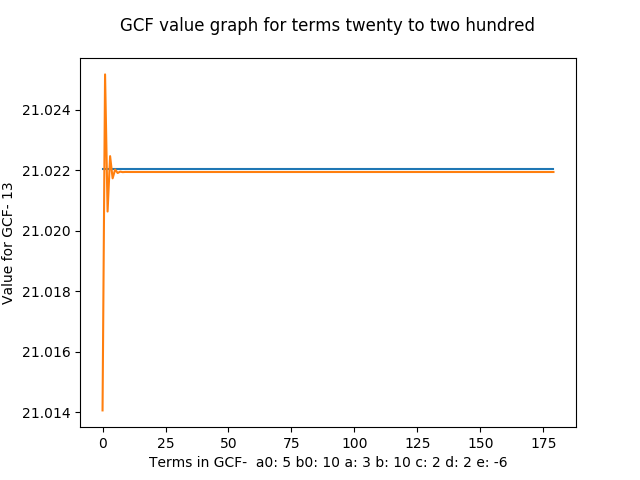 GCF value graph for terms twenty to two hundred
Value for GCF- 13
21.024
21.022
21.020
21.018
21.016
21.014
0 25 50 75 100 125 150 175
Terms in GCF-  a0: 5 b0: 10 a: 3 b: 10 c: 2 d: 2 e: -6